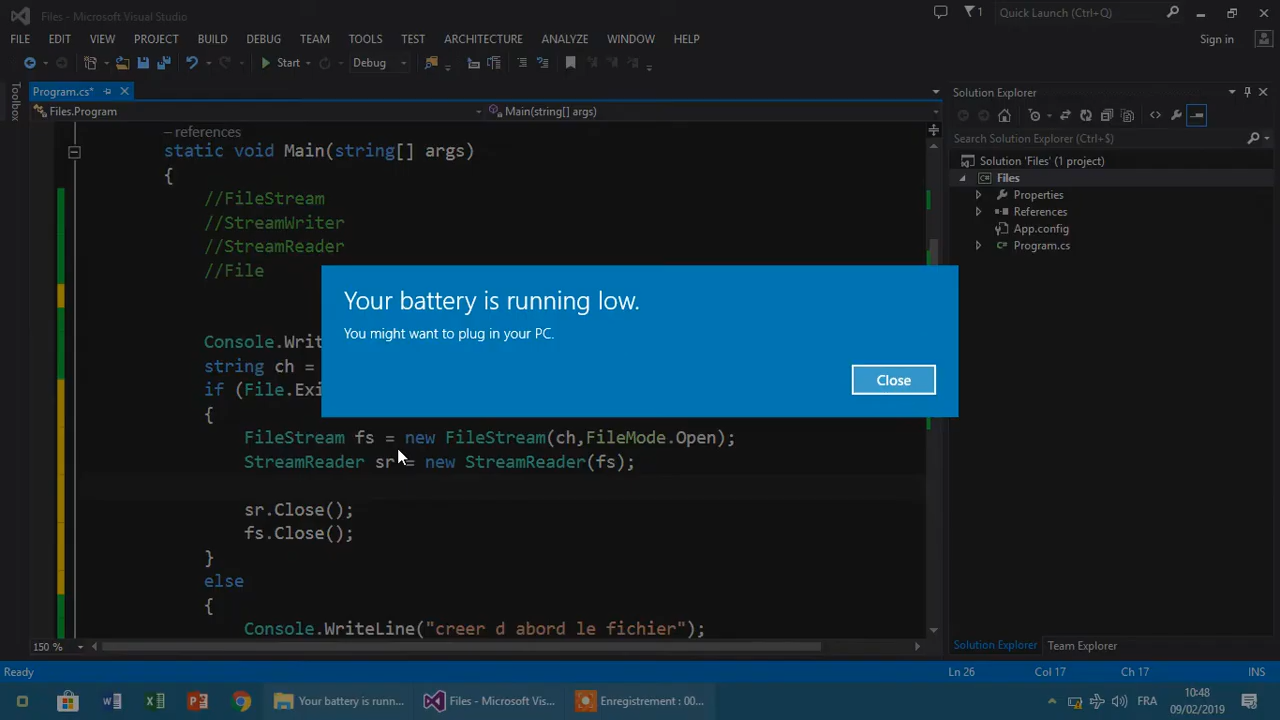 Files - Microsoft Visual Studio
1
Quick Launch (Ctrl+Q)
FILE EDIT VIEW PROJECT BUILD DEBUG TEAM TOOLS TEST ARCHITECTURE ANALYZE WINDOW HELP
Sign in
Start
Debug
Toolbox
Program.cs*
Files.Program
Main(string[] args)
– references
static void Main(string[] args)
{
//FileStream
//StreamWriter
//StreamReader
//File
Console.Writ
string ch =
if (File.Exi
{
FileStream fs = new FileStream(ch,FileMode.Open);
StreamReader sr = new StreamReader(fs);
sr.Close();
fs.Close();
}
else
{
Console.WriteLine("creer d abord le fichier");
150 %
Your battery is running low.
You might want to plug in your PC.
Close
Solution Explorer
Search Solution Explorer (Ctrl+$)
Solution 'Files' (1 project)
Files
Properties
References
App.config
Program.cs
Solution Explorer
Team Explorer
Ready
Ln 26
Col 17
Ch 17
INS
Your battery is runn...
Files - Microsoft Vis...
Enregistrement : 00...
FRA
10:48
09/02/2019